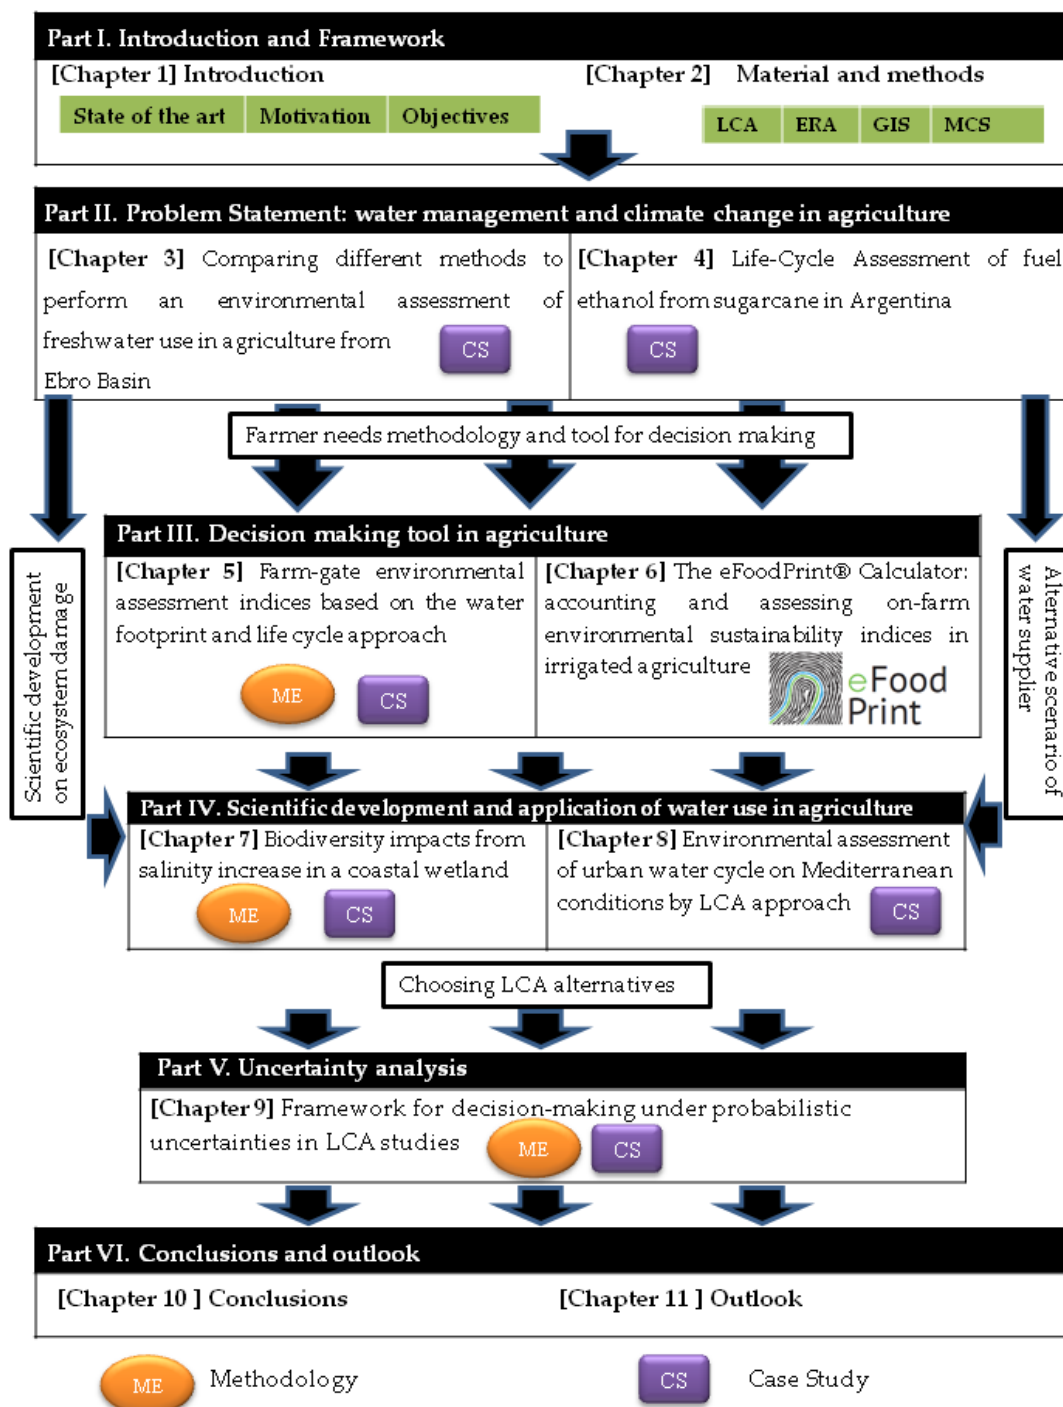 Part I. Introduction and Framework
[Chapter 1] Introduction
[Chapter 2] Material and methods
State of the art Motivation Objectives
LCA ERA GIS MCS
Part II. Problem Statement: water management and climate change in agriculture
[Chapter 3] Comparing different methods to
perform an environmental assessment of
freshwater use in agriculture from
Ebro Basin
CS
[Chapter 4] Life-Cycle Assessment of fuel
ethanol from sugarcane in Argentina
CS
Farmer needs methodology and tool for decision making
Scientific development
on ecosystem damage
Alternative scenario of
water supplier
Part III. Decision making tool in agriculture
[Chapter 5] Farm-gate environmental
assessment indices based on the water
footprint and life cycle approach
ME
CS
[Chapter 6] The eFoodPrint® Calculator:
accounting and assessing on-farm
environmental sustainability indices in
irrigated agriculture
eFood
Print
Part IV. Scientific development and application of water use in agriculture
[Chapter 7] Biodiversity impacts from
salinity increase in a coastal wetland
ME
CS
[Chapter 8] Environmental assessment
of urban water cycle on Mediterranean
conditions by LCA approach
CS
Choosing LCA alternatives
Part V. Uncertainty analysis
[Chapter 9] Framework for decision-making under probabilistic
uncertainties in LCA studies
ME
CS
Part VI. Conclusions and outlook
[Chapter 10 ] Conclusions
[Chapter 11 ] Outlook
ME Methodology
CS Case Study